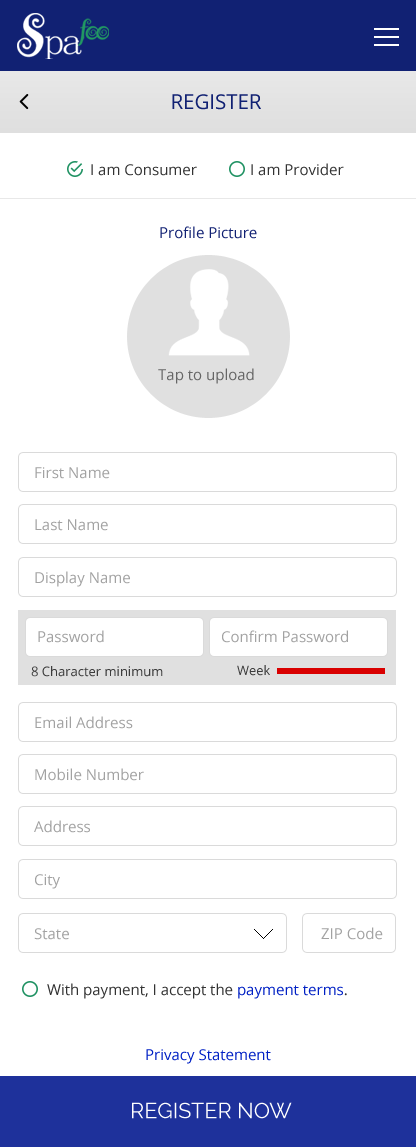 Spafoo
REGISTER
I am Consumer I am Provider
Profile Picture
Tap to upload
First Name
Last Name
Display Name
Password Confirm Password
8 Character minimum Week
Email Address
Mobile Number
Address
City
State ZIP Code
With payment, I accept the payment terms.
Privacy Statement
REGISTER NOW